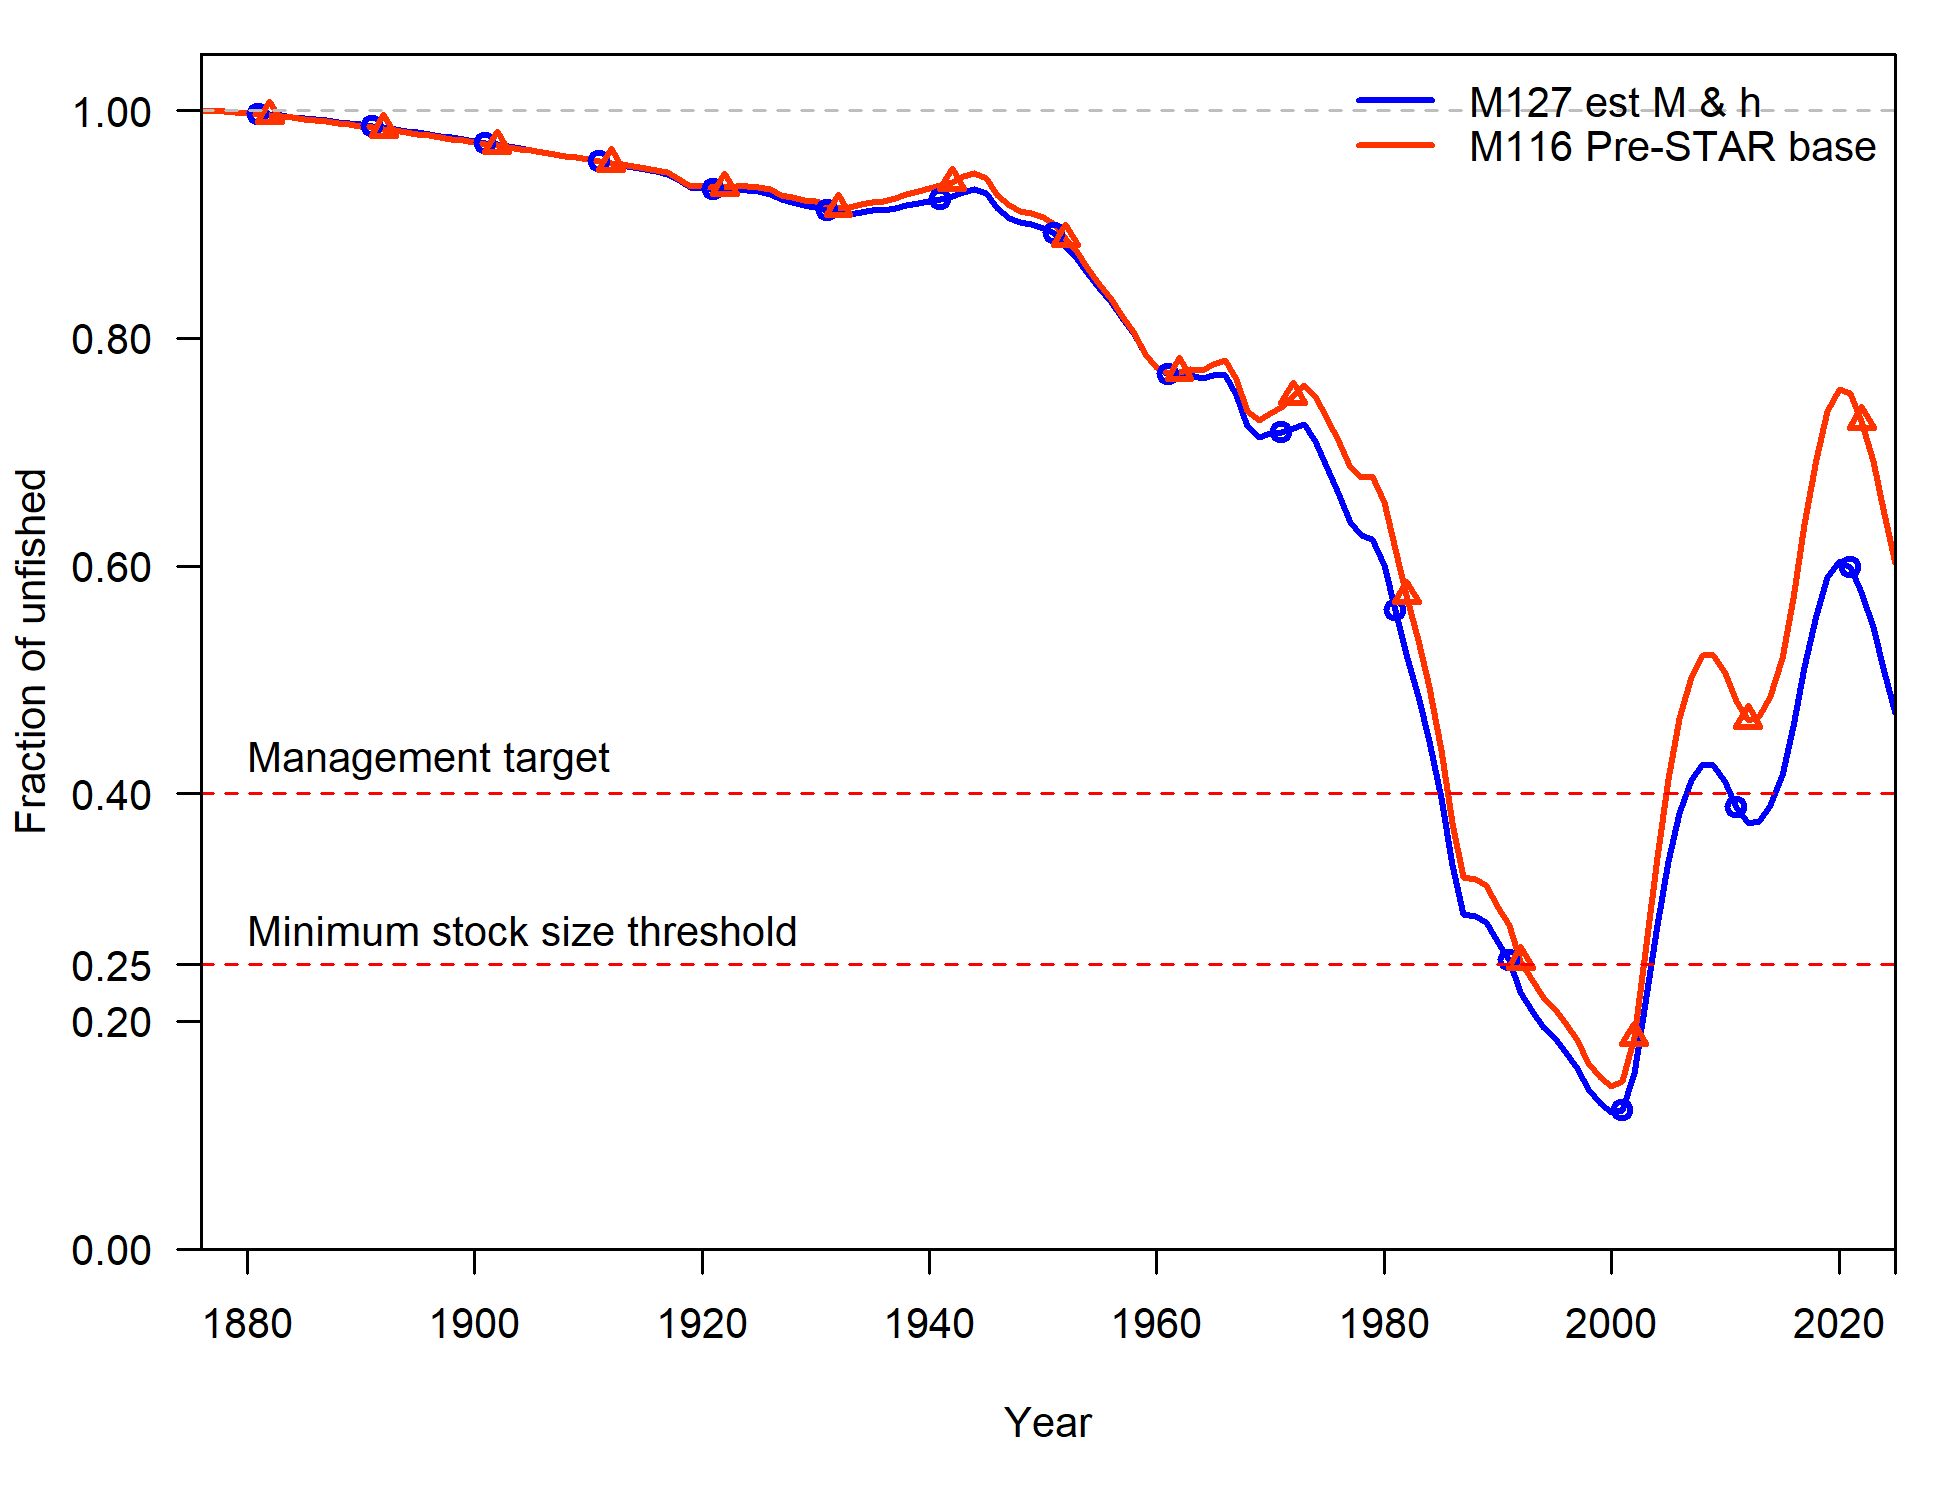 M127 est M & h
M116 Pre-STAR base
1.00
0.80
0.60
0.40
0.25
0.20
0.00
Fraction of unfished
Management target
Minimum stock size threshold
1880 1900 1920 1940 1960 1980 2000 2020
Year